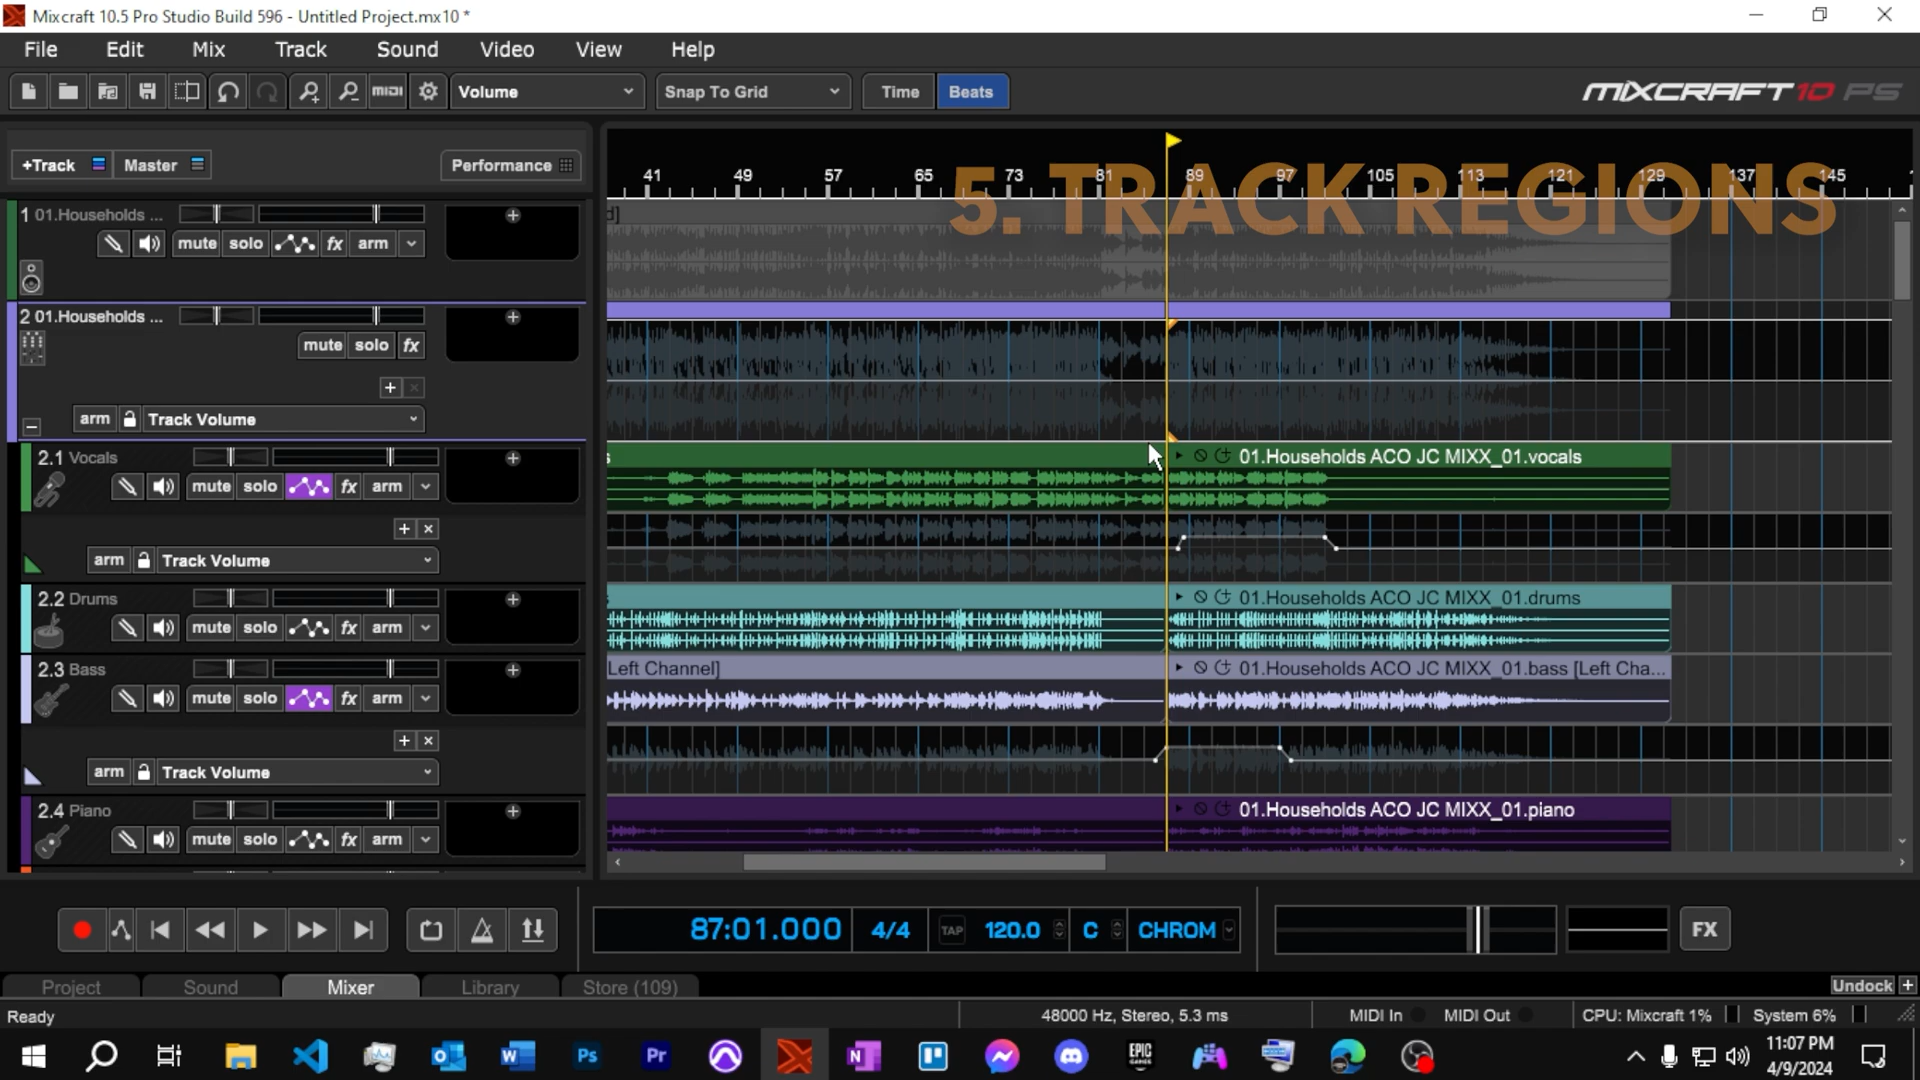 Mixcraft 10.5 Pro Studio Build 596 - Untitled Project.mx10 *
File Edit Mix Track Sound Video View Help
midi Volume Snap To Grid Time Beats MIXCRAFT 10 PS
+Track Master Performance
41 49 57 65 73 81 89 97 105 113 121 129 137 145
5. TRACK REGIONS
1 01.Households ...
mute solo fx arm
2 01.Households ...
mute solo fx
arm Track Volume
2.1 Vocals
mute solo fx arm
01.Households ACO JC MIXX_01.vocals
arm Track Volume
2.2 Drums
mute solo fx arm
01.Households ACO JC MIXX_01.drums
2.3 Bass
mute solo fx arm
Left Channel]
01.Households ACO JC MIXX_01.bass [Left Cha...
arm Track Volume
2.4 Piano
mute solo fx arm
01.Households ACO JC MIXX_01.piano
87:01.000 4/4 TAP 120.0 C CHROM FX
Project Sound Mixer Library Store (109) Undock
Ready 48000 Hz, Stereo, 5.3 ms MIDI In MIDI Out CPU: Mixcraft 1% System 6%
11:07 PM
4/9/2024